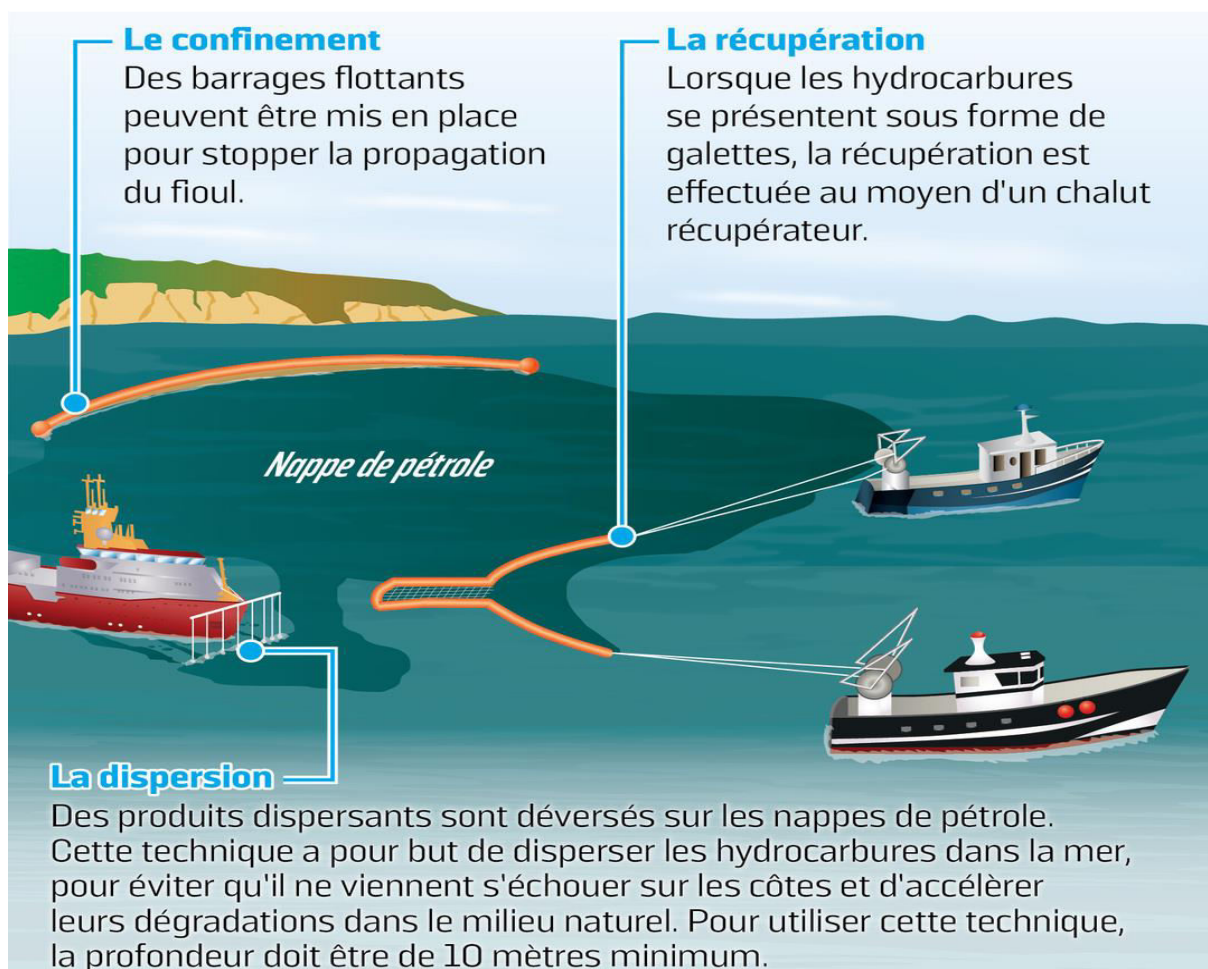 Le confinement
Des barrages flottants
peuvent être mis en place
pour stopper la propagation
du fioul.
La récupération
Lorsque les hydrocarbures
se présentent sous forme de
galettes, la récupération est
effectuée au moyen d'un chalut
récupérateur.
Nappe de pétrole
La dispersion
Des produits dispersants sont déversés sur les nappes de pétrole.
Cette technique a pour but de disperser les hydrocarbures dans la mer,
pour éviter qu'il ne viennent s'échouer sur les côtes et d'accélèrer
leurs dégradations dans le milieu naturel. Pour utiliser cette technique,
la profondeur doit être de 10 mètres minimum.